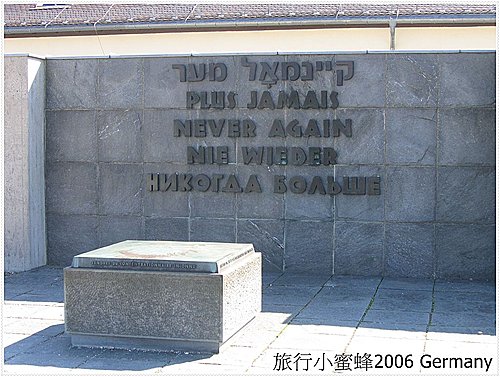 קיינמאָל מער
PLUS JAMAIS
NEVER AGAIN
NIE WIEDER
НИКОГДА БОЛЬШЕ
旅行小蜜蜂2006 Germany